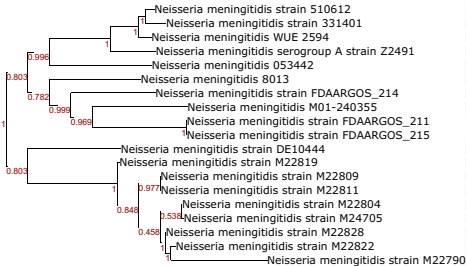 Neisseria meningitidis strain 510612
1
Neisseria meningitidis strain 331401
1
Neisseria meningitidis WUE 2594
1
Neisseria meningitidis serogroup A strain Z2491
0.996
Neisseria meningitidis 053442
0.803
Neisseria meningitidis 8013
0.782
Neisseria meningitidis strain FDAARGOS_214
0.999
Neisseria meningitidis M01-240355
0.969
Neisseria meningitidis strain FDAARGOS_211
1
Neisseria meningitidis strain FDAARGOS_215
1
Neisseria meningitidis strain DE10444
0.803
Neisseria meningitidis strain M22819
1
Neisseria meningitidis strain M22809
0.977
Neisseria meningitidis strain M22811
0.848
Neisseria meningitidis strain M22804
0.538
Neisseria meningitidis strain M24705
0.458
Neisseria meningitidis strain M22828
1
Neisseria meningitidis strain M22822
1
Neisseria meningitidis strain M22790